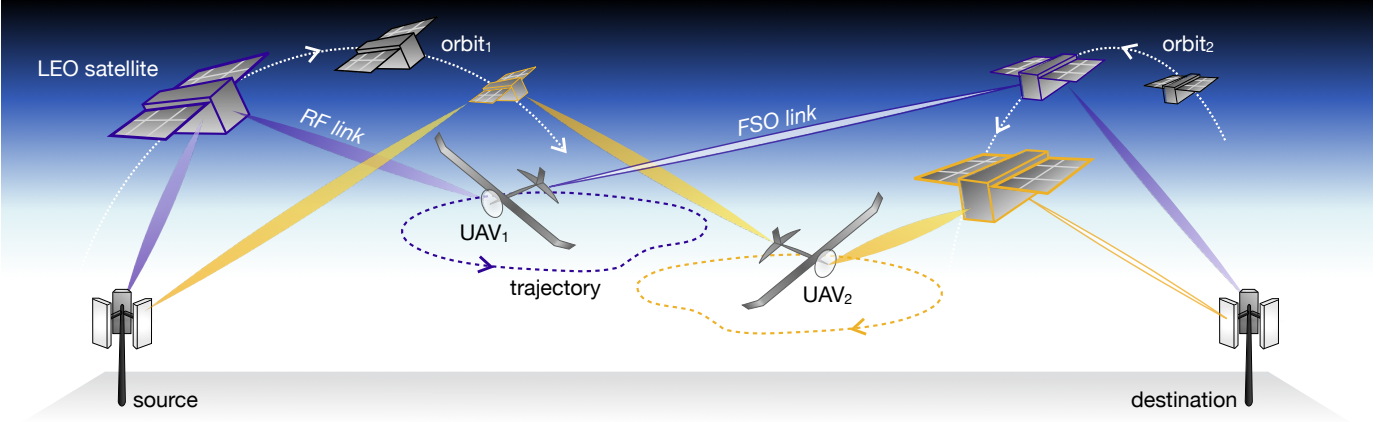 orbit₁
orbit₂
LEO satellite
RF link
FSO link
UAV₁
trajectory
UAV₂
source
destination